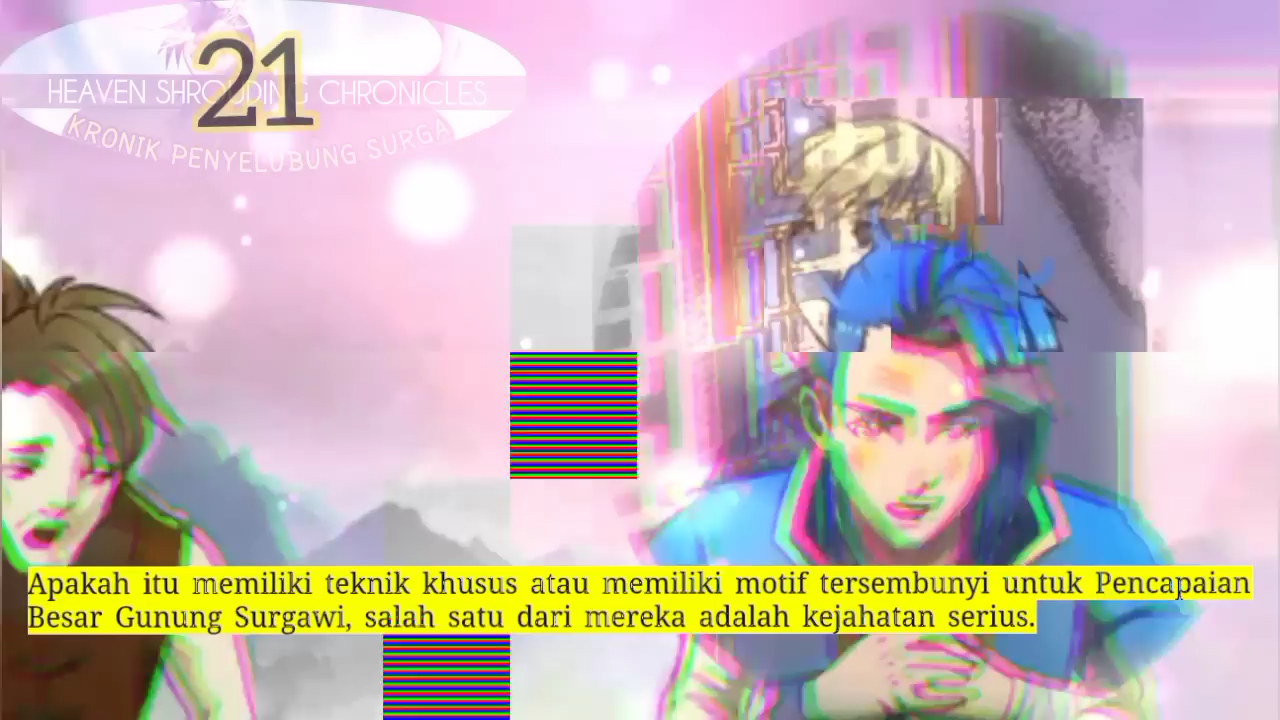 21
HEAVEN SHROUDING CHRONICLES
KRONIK PENYELUBUNG SURGA
Apakah itu memiliki teknik khusus atau memiliki motif tersembunyi untuk Pencapaian
Besar Gunung Surgawi, salah satu dari mereka adalah kejahatan serius.